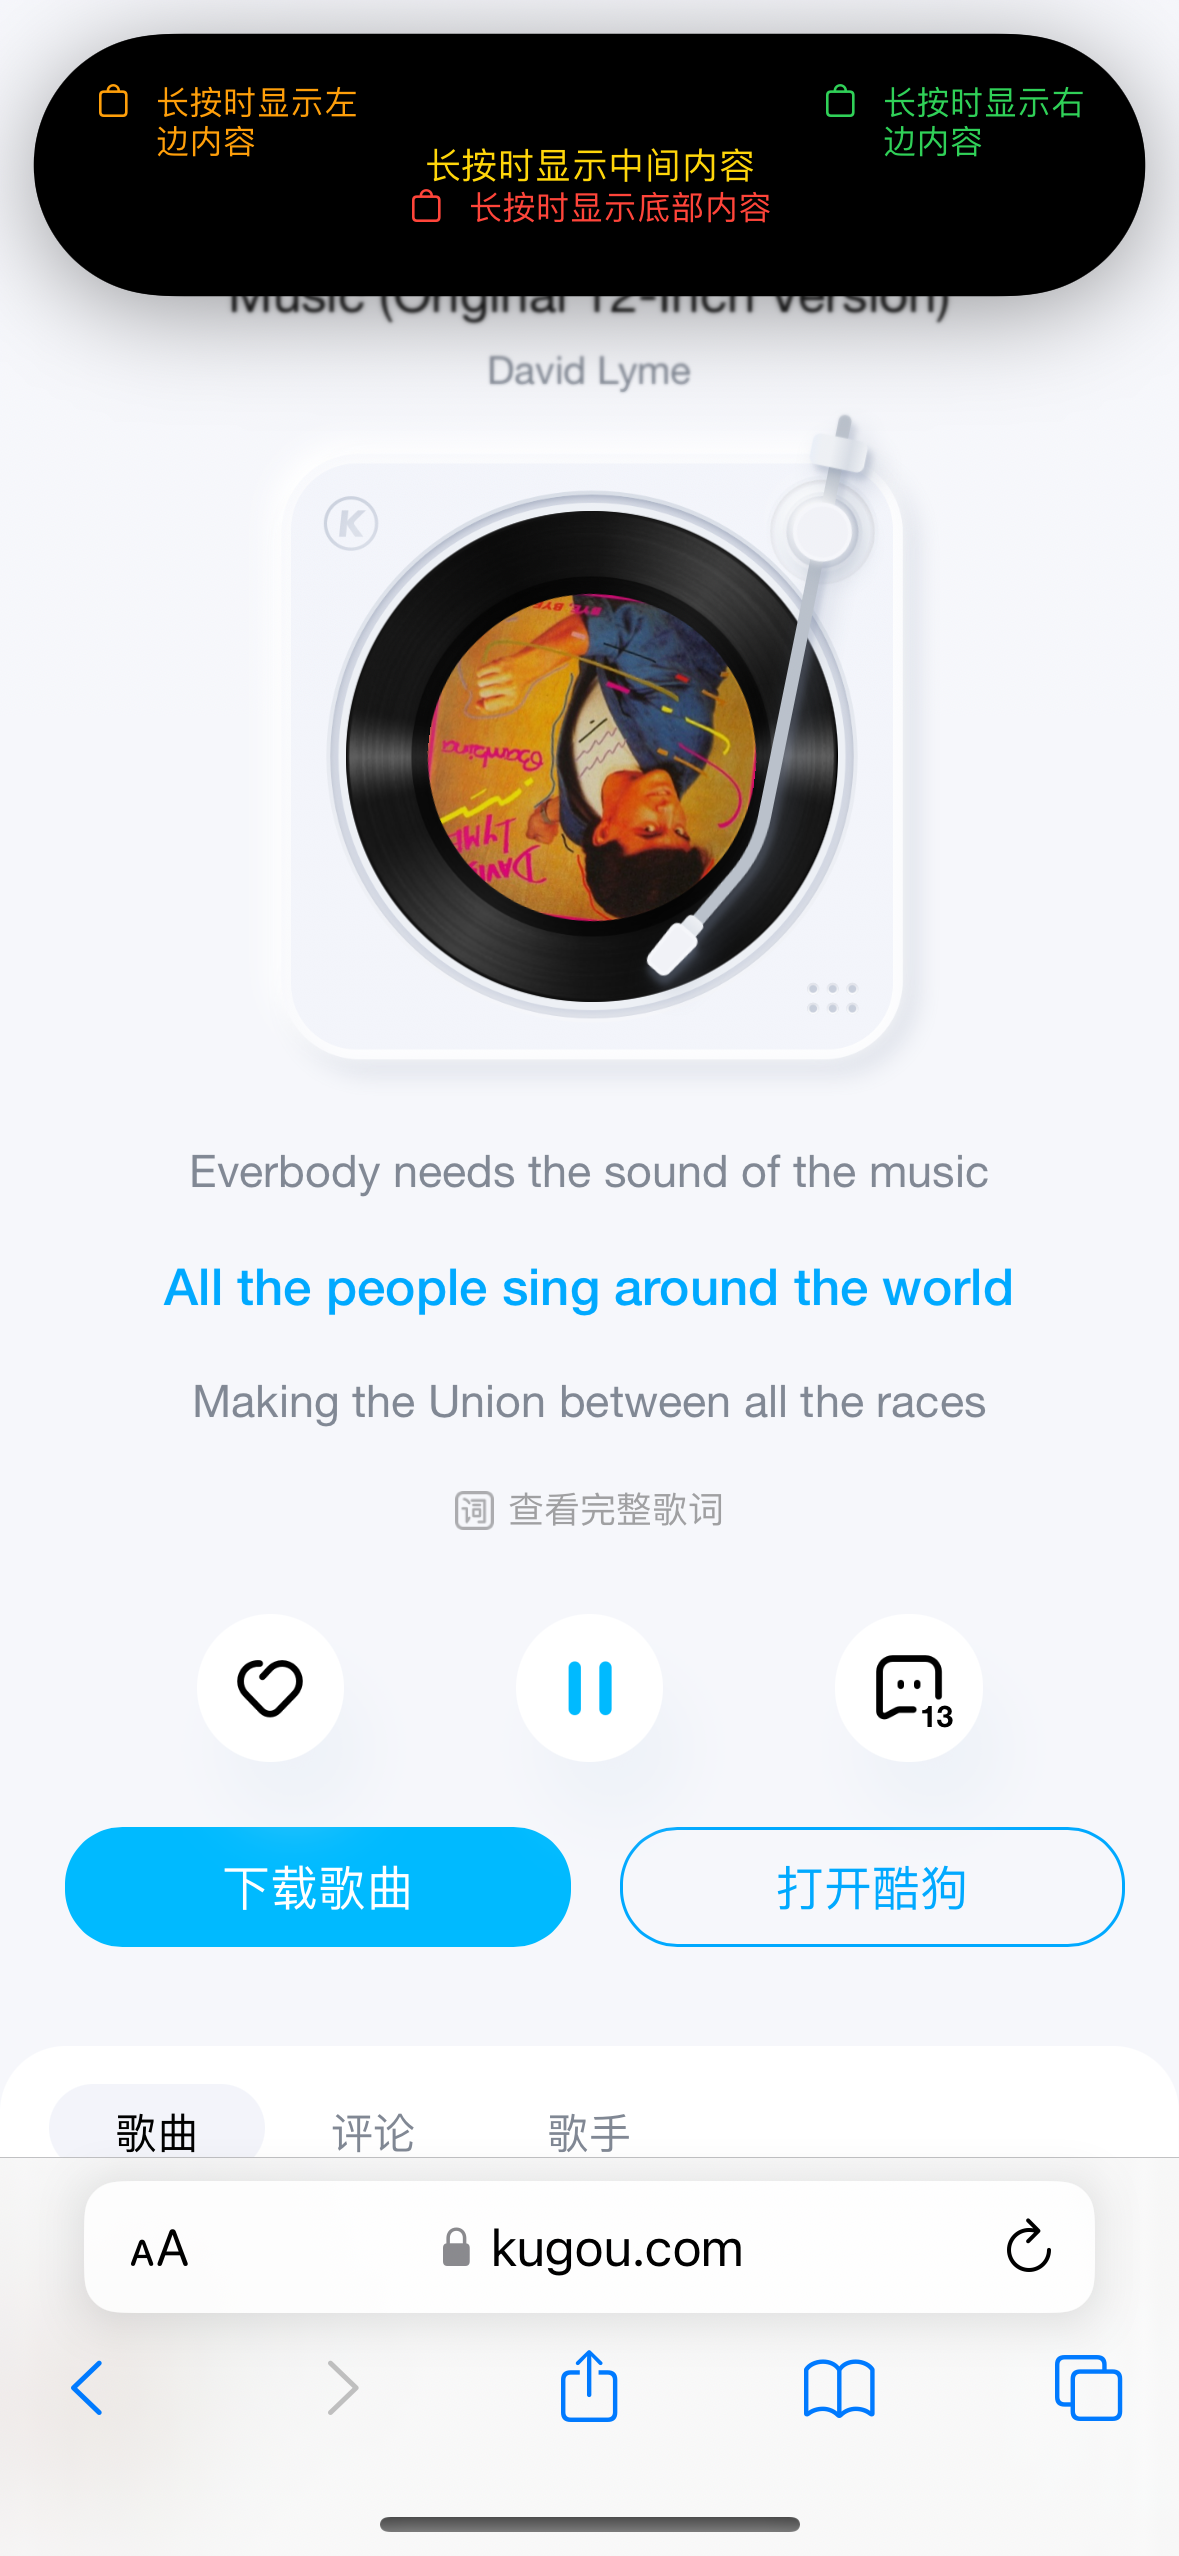 长按时显示左
边内容
长按时显示右
边内容
长按时显示中间内容
长按时显示底部内容
Music (Original 12-Inch Version)
David Lyme
K
BYE, BYE
Bambina
DAVID
LYME
Everbody needs the sound of the music
All the people sing around the world
Making the Union between all the races
词 查看完整歌词
13
下载歌曲
打开酷狗
歌曲
评论
歌手
AA
kugou.com